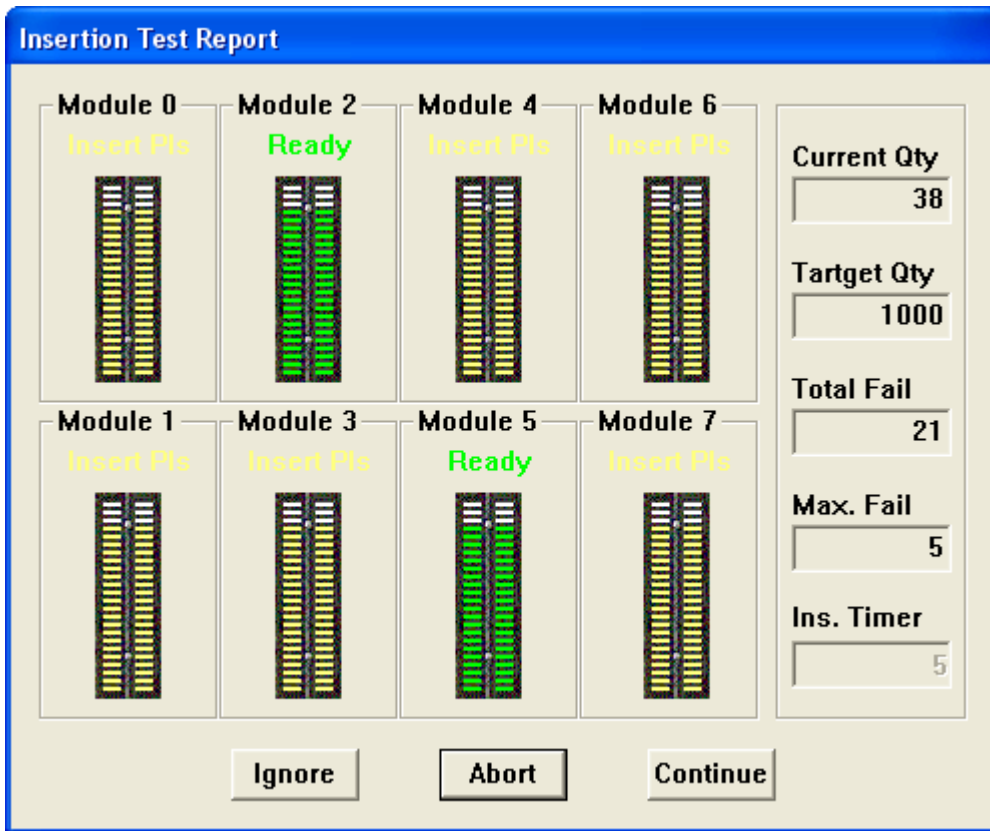 Insertion Test Report
Module 0
Insert Pls
Module 2
Ready
Module 4
Insert Pls
Module 6
Insert Pls
Module 1
Insert Pls
Module 3
Insert Pls
Module 5
Ready
Module 7
Insert Pls
Current Qty
38
Tartget Qty
1000
Total Fail
21
Max. Fail
5
Ins. Timer
5
Ignore
Abort
Continue